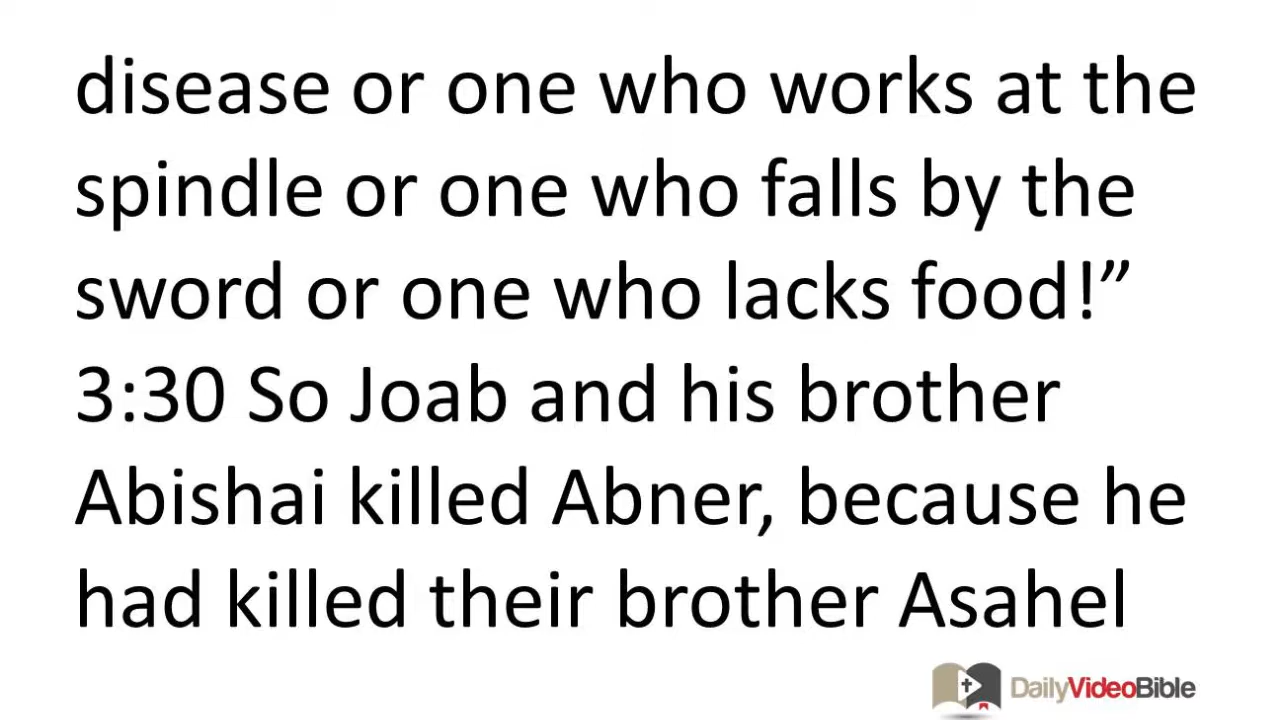 disease or one who works at the
spindle or one who falls by the
sword or one who lacks food!”
3:30 So Joab and his brother
Abishai killed Abner, because he
had killed their brother Asahel
DailyVideoBible